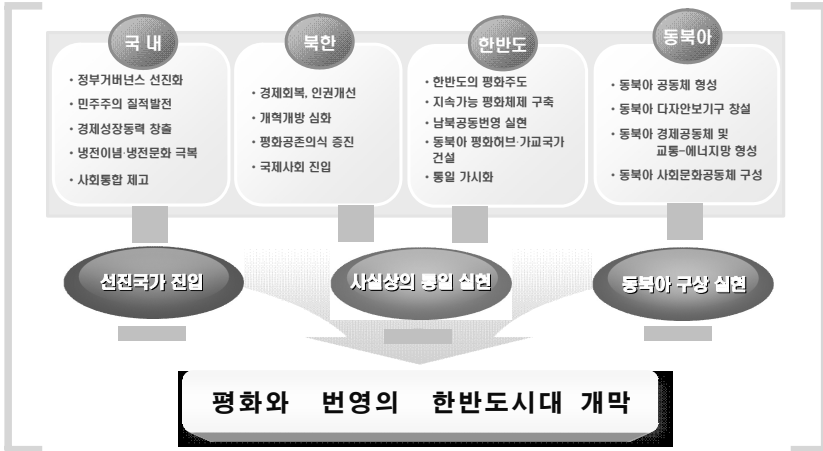 국 내
• 정부거버넌스 선진화
• 민주주의 질적발전
• 경제성장동력 창출
• 냉전이념·냉전문화 극복
• 사회통합 제고
북한
• 경제회복, 인권개선
• 개혁개방 심화
• 평화공존의식 증진
• 국제사회 진입
한반도
• 한반도의 평화주도
• 지속가능 평화체제 구축
• 남북공동번영 실현
• 동북아 평화허브·가교국가
건설
• 통일 가시화
동북아
• 동북아 공동체 형성
• 동북아 다자안보기구 창설
• 동북아 경제공동체 및
교통-에너지망 형성
• 동북아 사회문화공동체 구성
선진국가 진입
사실상의 통일 실현
동북아 구상 실현
평화와 번영의 한반도시대 개막